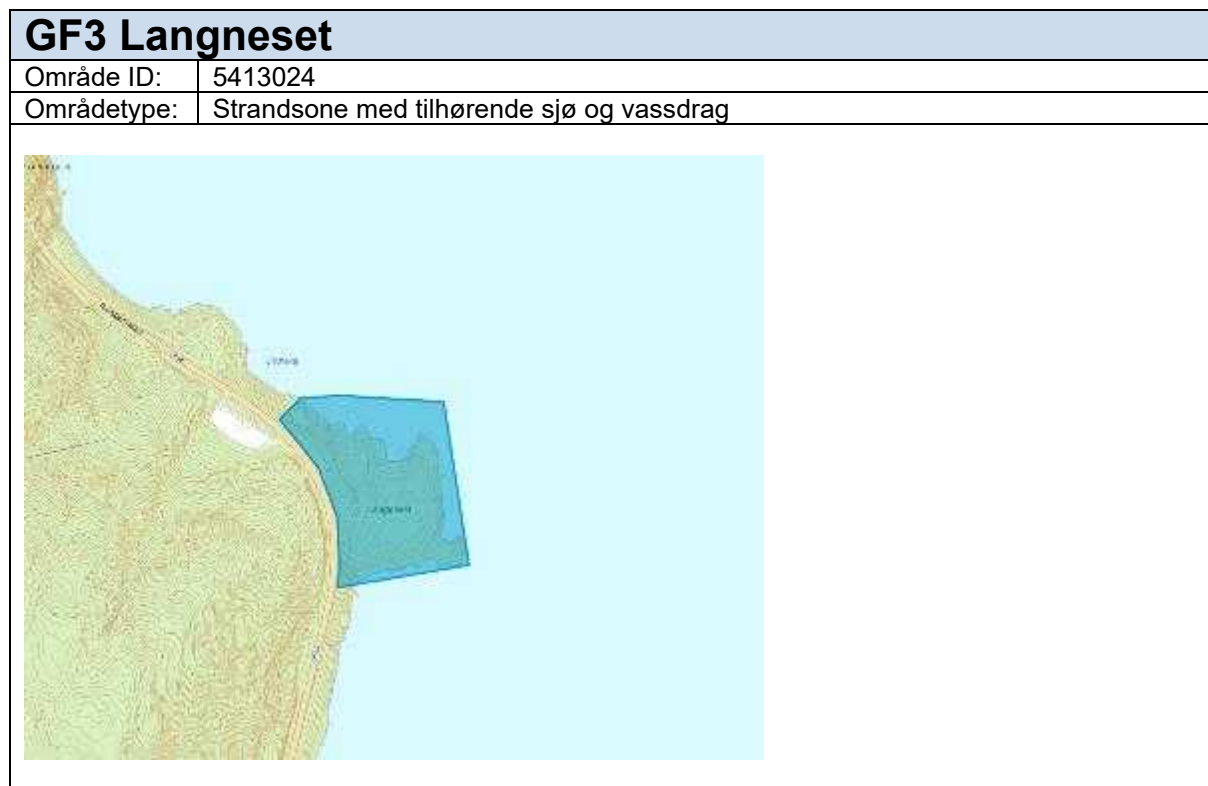 GF3 Langneset
Område ID: 5413024
Områdetype: Strandsone med tilhørende sjø og vassdrag